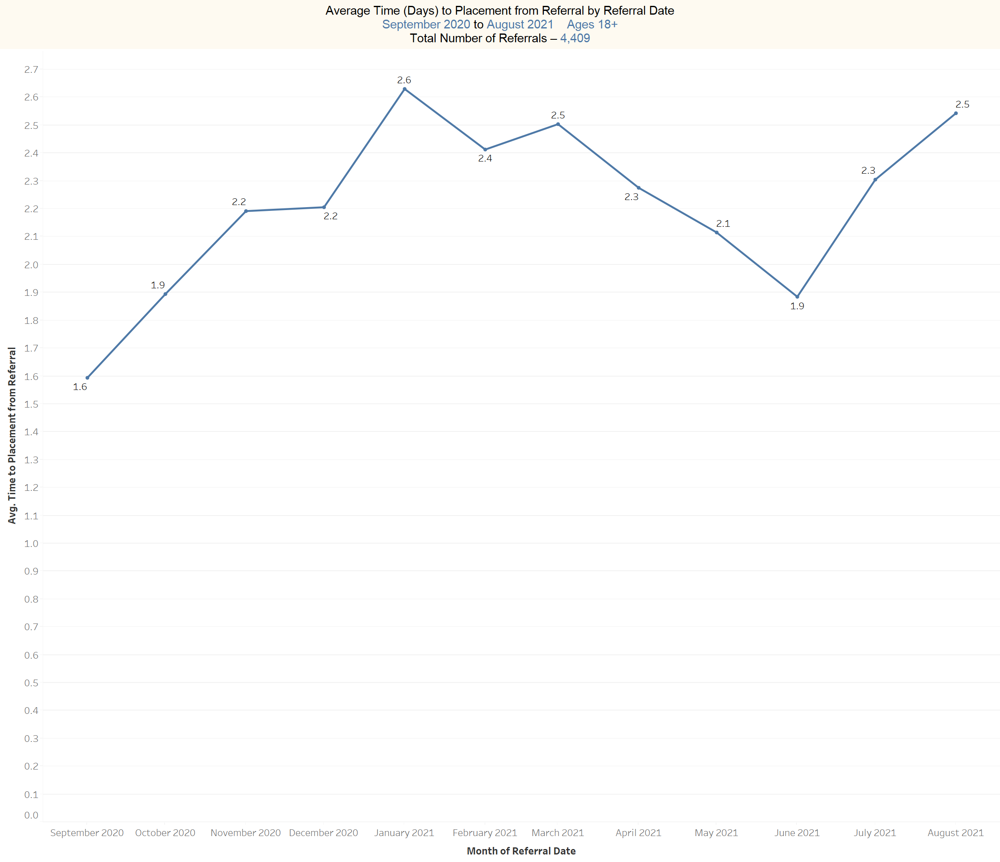 Average Time (Days) to Placement from Referral by Referral Date
September 2020 to August 2021 Ages 18+
Total Number of Referrals – 4,409
2.7
2.6
2.5
2.4
2.3
2.2
2.1
2.0
1.9
1.8
1.7
1.6
1.5
1.4
1.3
1.2
1.1
1.0
0.9
0.8
0.7
0.6
0.5
0.4
0.3
0.2
0.1
0.0
Avg. Time to Placement from Referral
1.6
1.9
2.2
2.2
2.6
2.4
2.5
2.3
2.1
1.9
2.3
2.5
September 2020
October 2020
November 2020
December 2020
January 2021
February 2021
March 2021
April 2021
May 2021
June 2021
July 2021
August 2021
Month of Referral Date